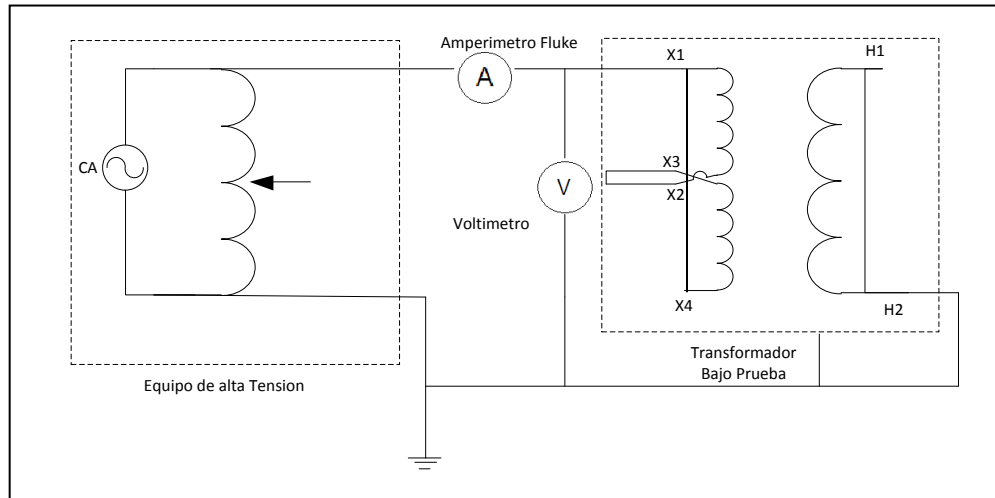 Amperimetro Fluke
A
X1
H1
CA
X3
X2
V
Voltimetro
X4
H2
Transformador
Bajo Prueba
Equipo de alta Tension